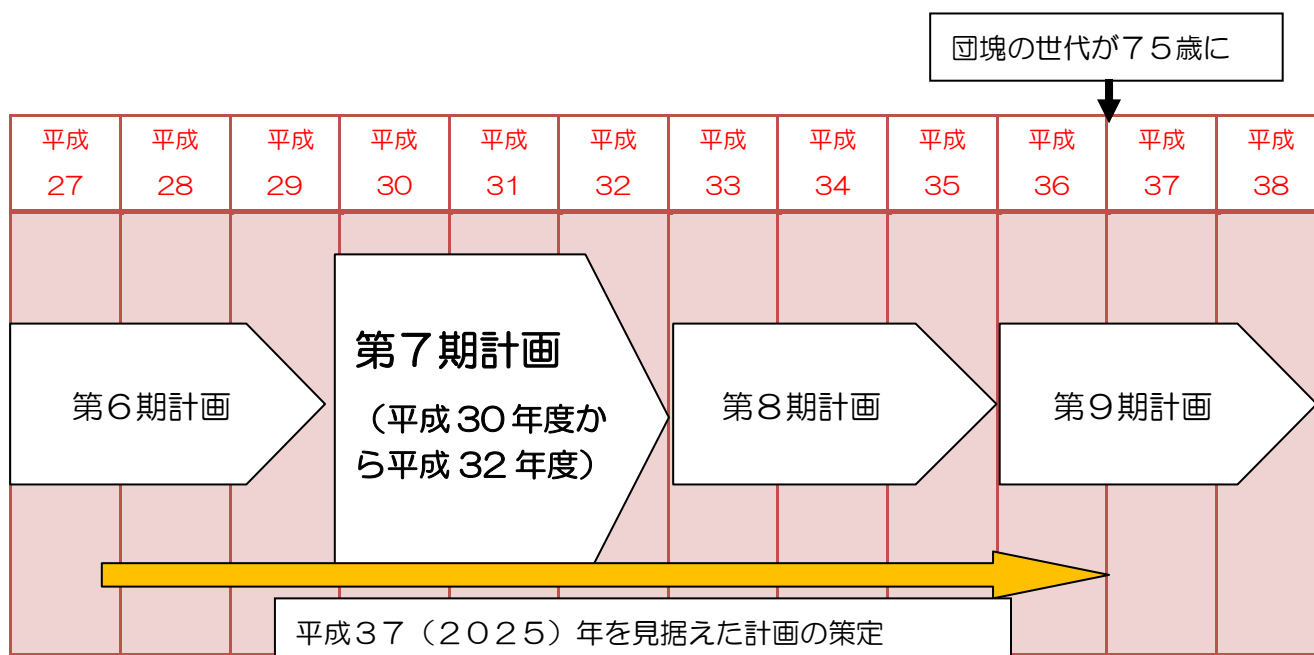 団塊の世代が７５歳に
平成 平成 平成 平成 平成 平成 平成 平成 平成 平成 平成 平成
27 28 29 30 31 32 33 34 35 36 37 38
第６期計画
第７期計画
（平成 30 年度か
ら平成 32 年度）
第８期計画
第９期計画
平成３７（２０２５）年を見据えた計画の策定